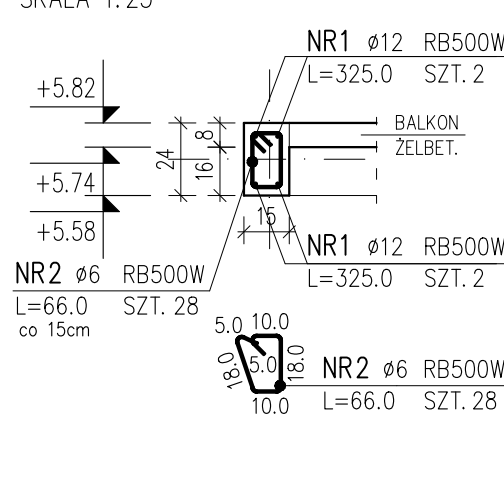 SKALA 1:25
NR1 ø12 RB500W
L=325.0 SZT. 2
+5.82
BALKON
ŻELBET.
8
24
16
+5.74
15
+5.58
NR1 ø12 RB500W
L=325.0 SZT. 2
NR2 ø6 RB500W
L=66.0 SZT. 28
co 15cm
5.0 10.0
18.0 5.0 18.0
10.0
NR2 ø6 RB500W
L=66.0 SZT. 28